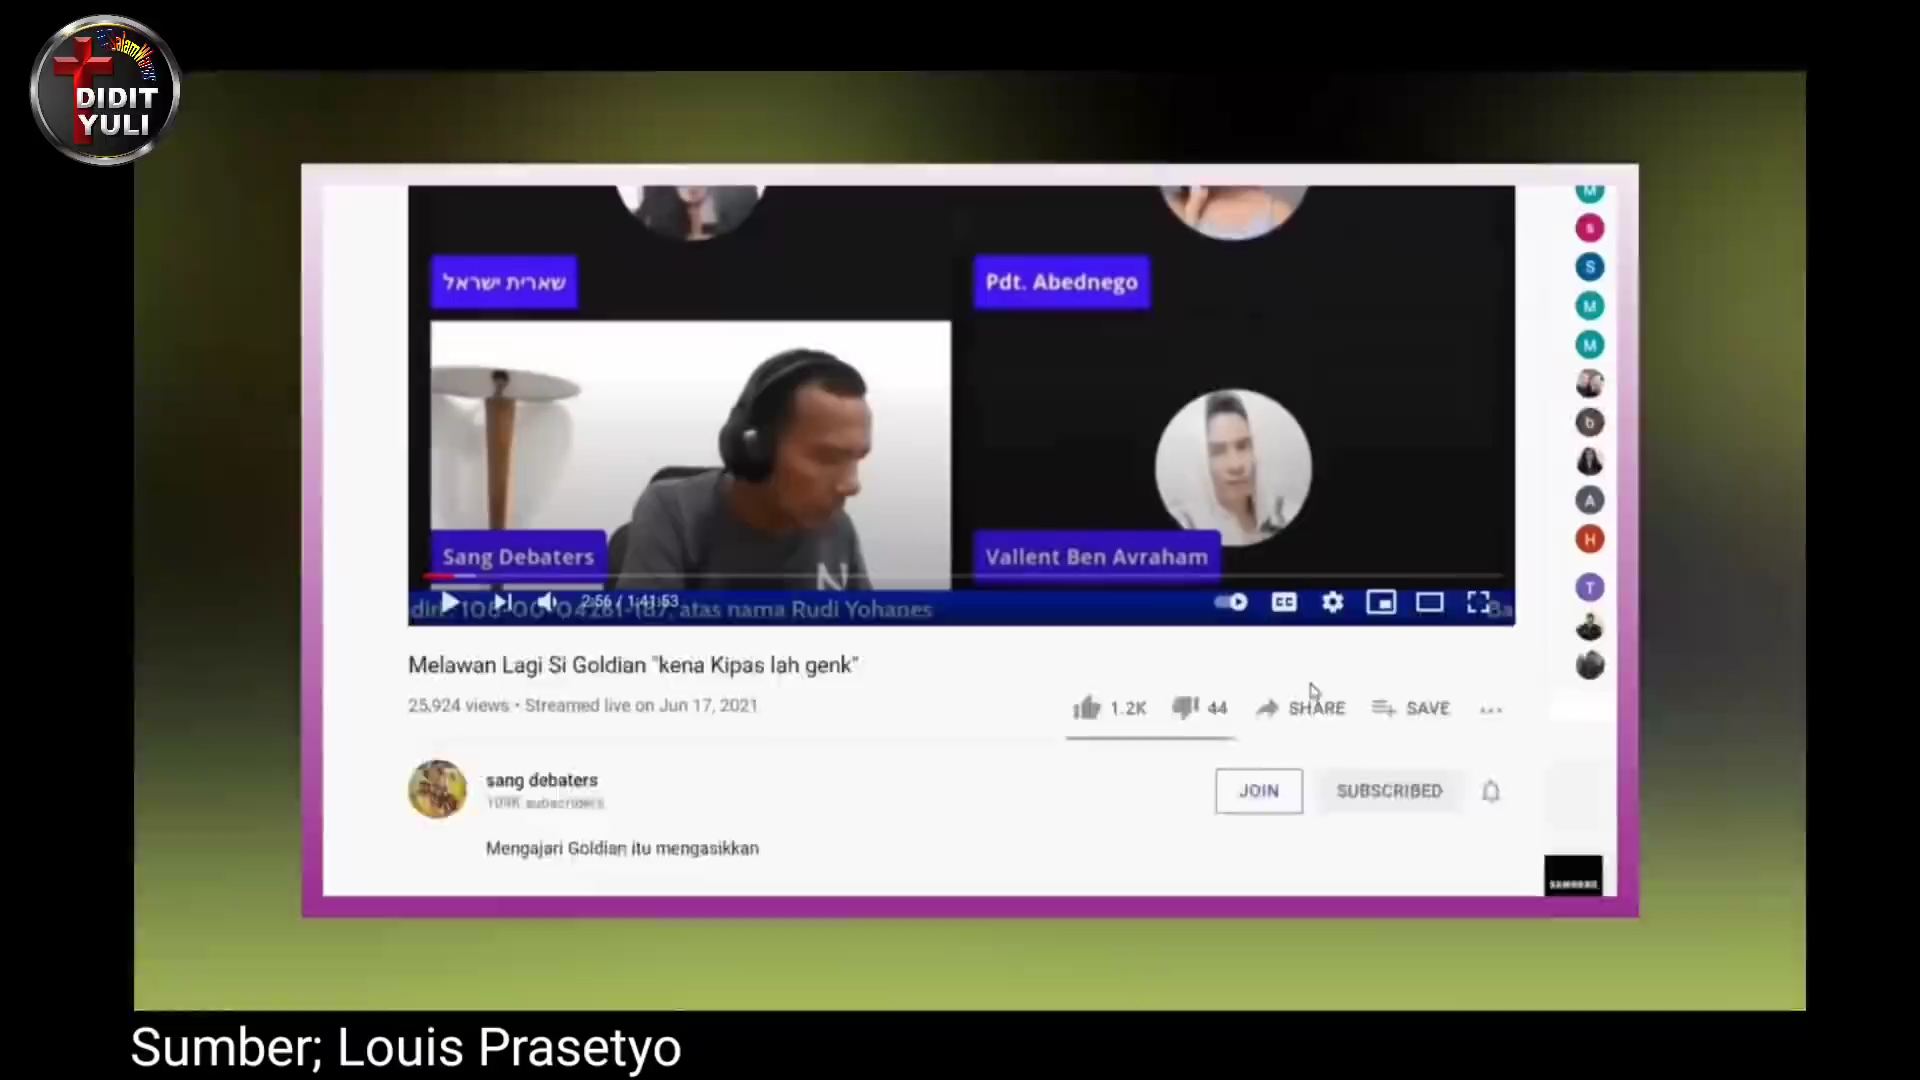 DIDIT
YULI
שארית ישראל
Pdt. Abednego
Sang Debaters
Vallent Ben Avraham
2:56 / 1:41:53
atas nama Rudi Yohanes
Melawan Lagi Si Goldian "kena Kipas lah genk"
25,924 views • Streamed live on Jun 17, 2021
1.2K 44 SHARE SAVE
sang debaters
JOIN SUBSCRIBED
109K subscribers
Mengajari Goldian itu mengasikkan
M
s
S
M
M
b
A
H
T
Sumber; Louis Prasetyo